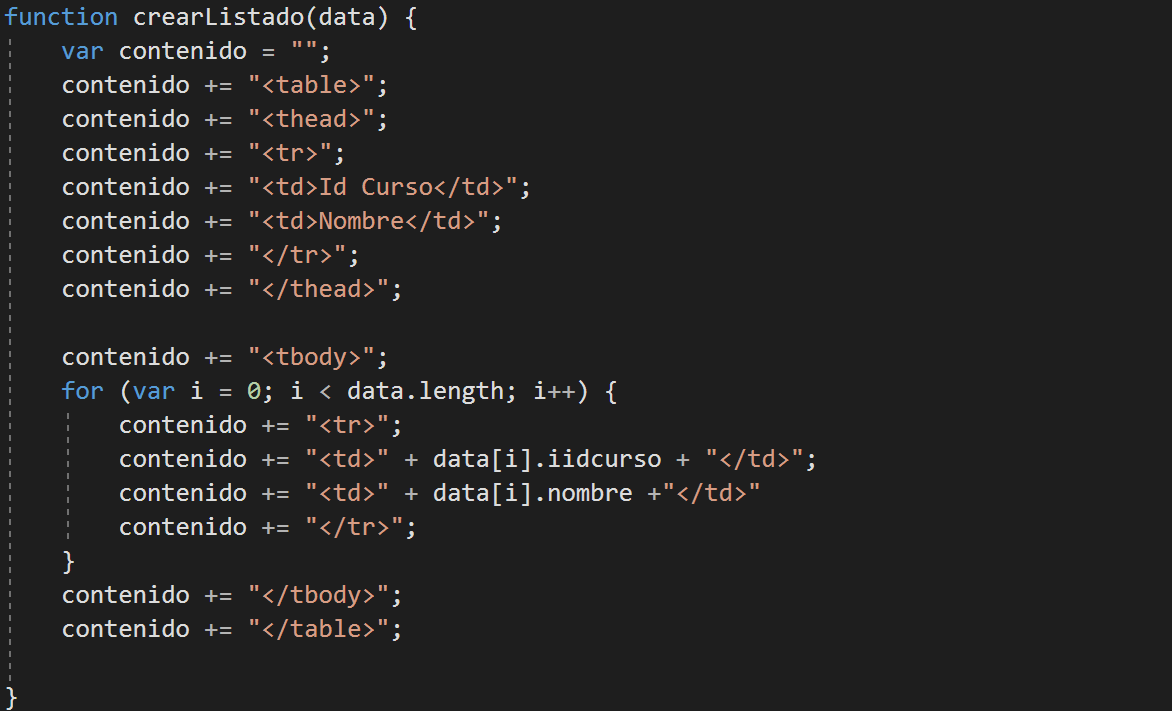 function crearListado(data) {
    var contenido = "";
    contenido += "<table>";
    contenido += "<thead>";
    contenido += "<tr>";
    contenido += "<td>Id Curso</td>";
    contenido += "<td>Nombre</td>";
    contenido += "</tr>";
    contenido += "</thead>";

    contenido += "<tbody>";
    for (var i = 0; i < data.length; i++) {
        contenido += "<tr>";
        contenido += "<td>" + data[i].iidcurso + "</td>";
        contenido += "<td>" + data[i].nombre +"</td>"
        contenido += "</tr>";
    }
    contenido += "</tbody>";
    contenido += "</table>";

}